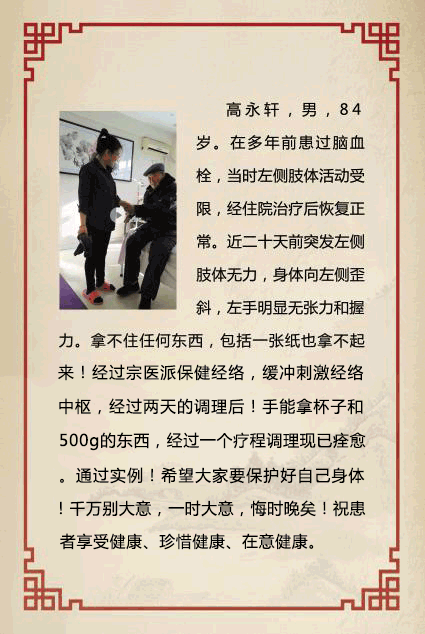 高永轩，男，84
岁。在多年前患过脑血
栓，当时左侧肢体活动受
限，经住院治疗后恢复正
常。近二十天前突发左侧
肢体无力，身体向左侧歪
斜，左手明显无张力和握
力。拿不住任何东西，包括一张纸也拿不起
来！经过宗医派保健经络，缓冲刺激经络
中枢，经过两天的调理后！手能拿杯子和
500g的东西，经过一个疗程调理现已痊愈
。通过实例！希望大家要保护好自己身体
！千万别大意，一时大意，悔时晚矣！祝患
者享受健康、珍惜健康、在意健康。